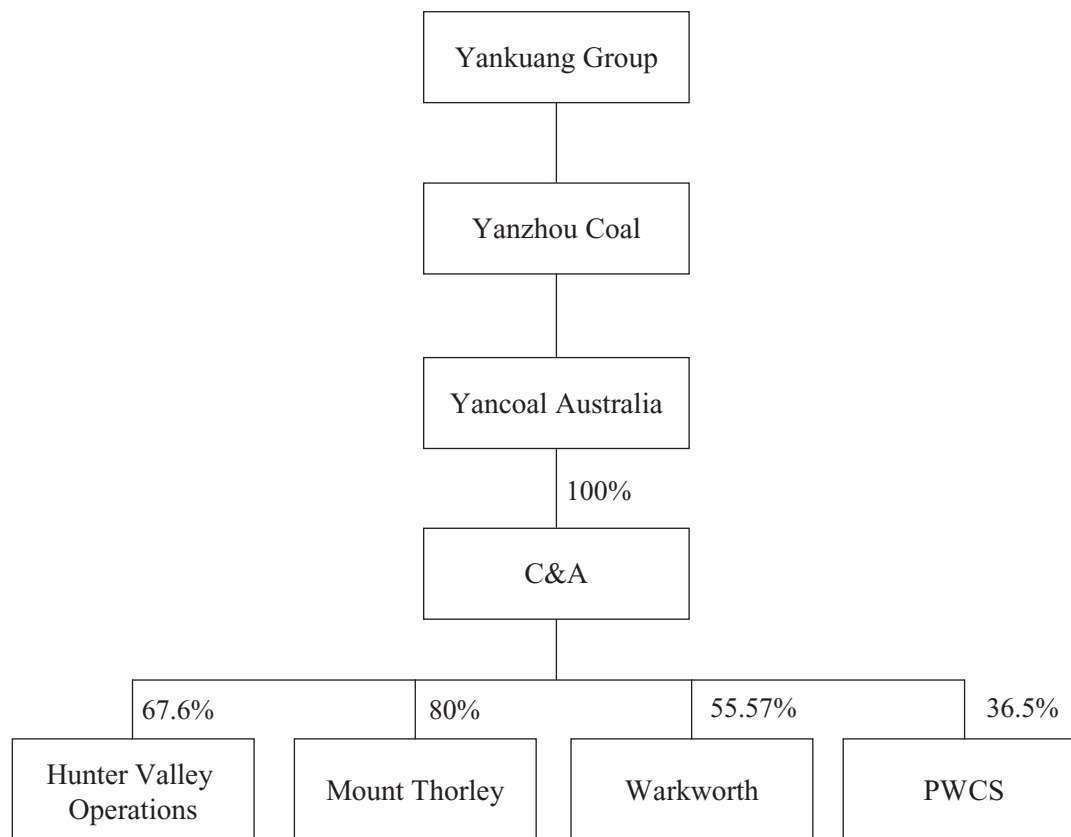 Yankuang Group
Yanzhou Coal
Yancoal Australia
100%
C&A
67.6%
80%
55.57%
36.5%
Hunter Valley
Operations
Mount Thorley
Warkworth
PWCS